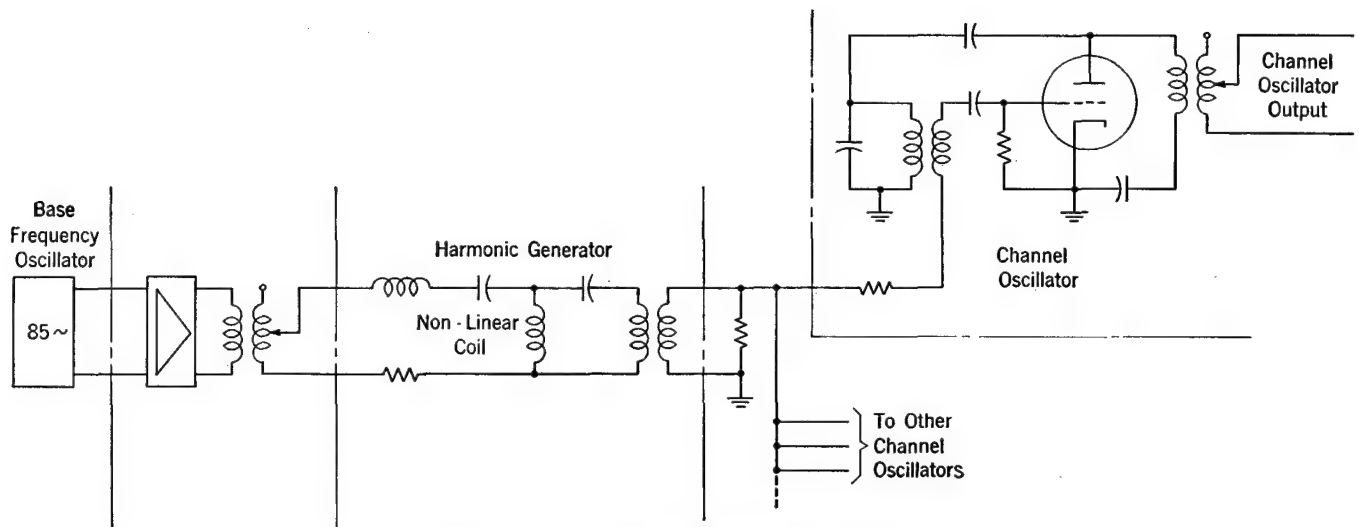 Channel
Oscillator
Output
Base
Frequency
Oscillator
85~
Harmonic Generator
Non-Linear
Coil
Channel
Oscillator
To Other
Channel
Oscillators